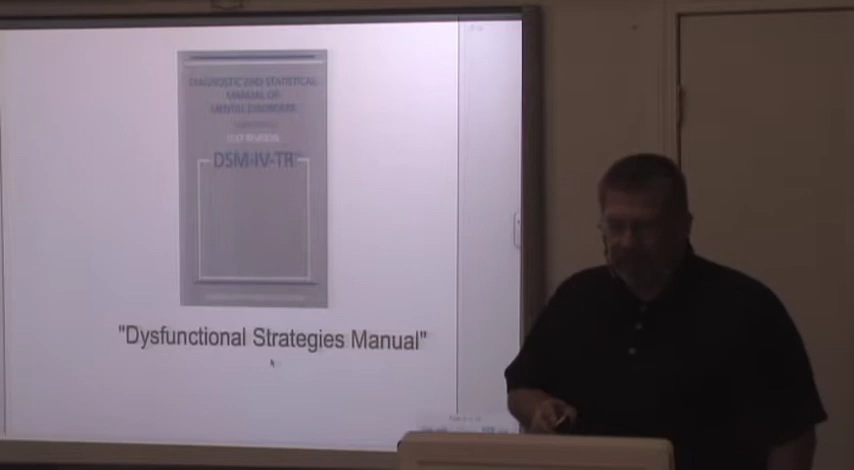 DIAGNOSTIC AND STATISTICAL
MANUAL OF
MENTAL DISORDERS
TEXT REVISION
DSM-IV-TR
"Dysfunctional Strategies Manual"